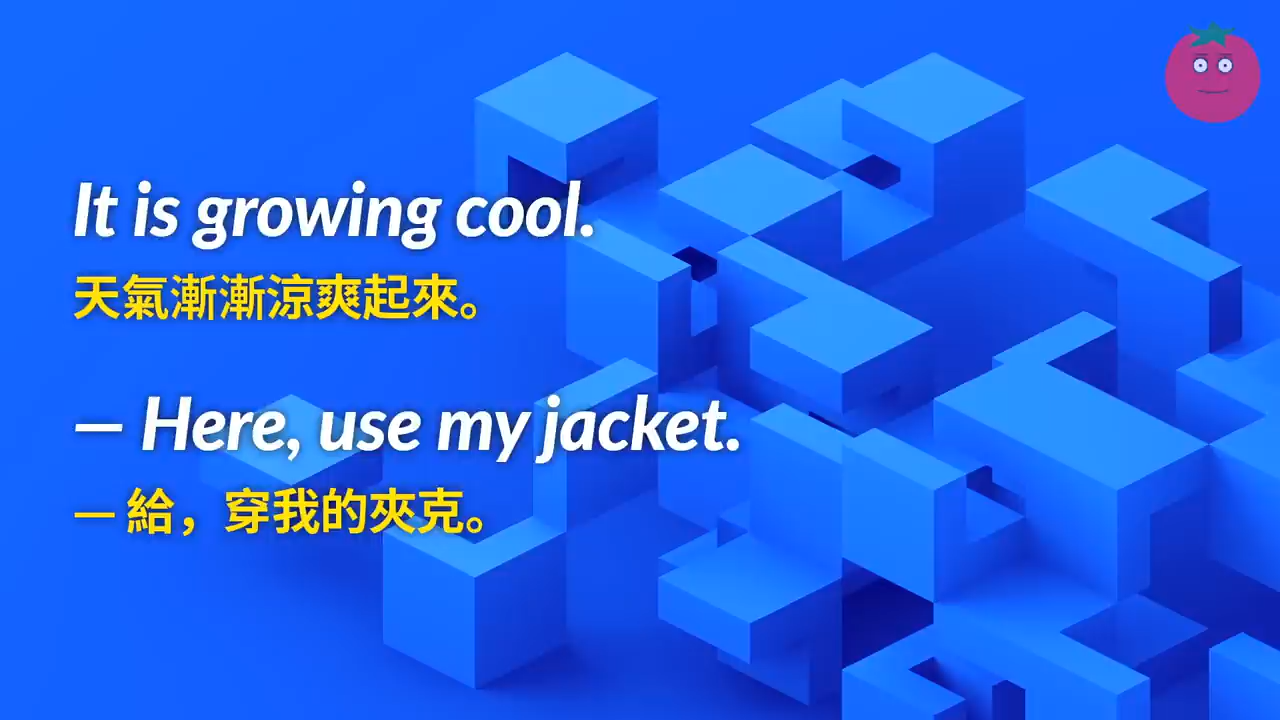 It is growing cool.
天氣漸漸涼爽起來。
— Here, use my jacket.
— 給，穿我的夾克。